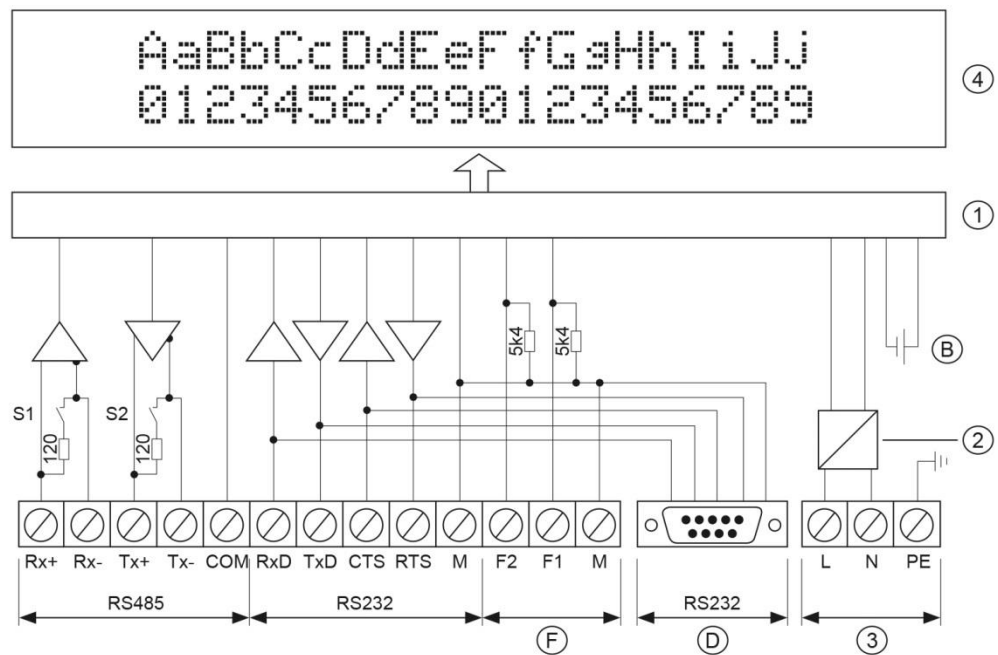 AaBbCcDdEeFfGgHhIiJj
01234567890123456789
4
1
5k4
5k4
B
S1
120
S2
120
2
Rx+ Rx- Tx+ Tx- COM RxD TxD CTS RTS M F2 F1 M L N PE
RS485 RS232 RS232
F D 3